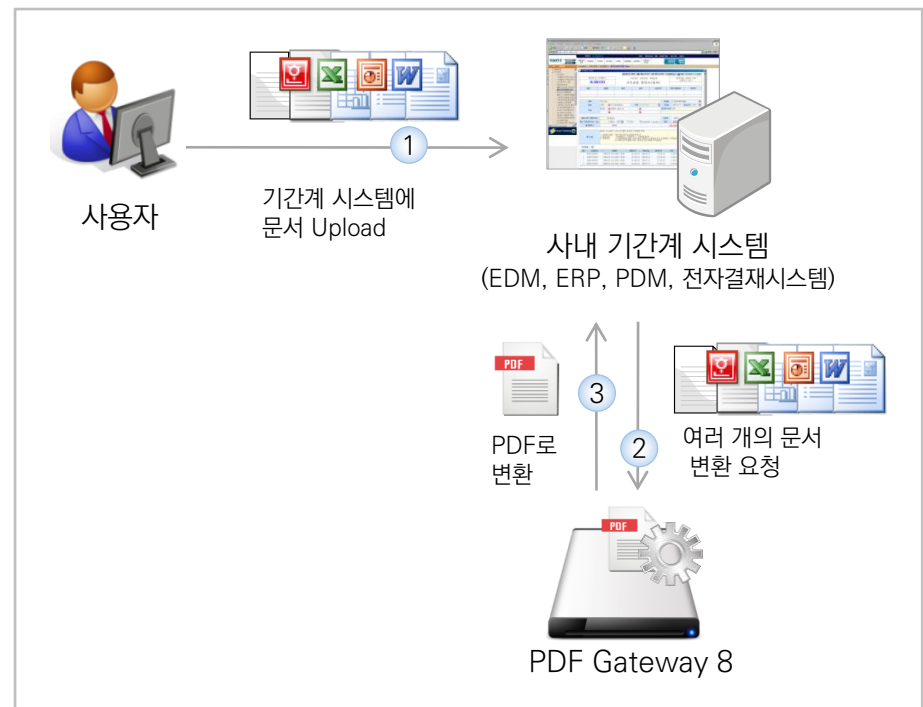 1
사용자
기간계 시스템에
문서 Upload
사내 기간계 시스템
(EDM, ERP, PDM, 전자결재시스템)
PDF
3
PDF로
변환
2
여러 개의 문서
변환 요청
PDF
PDF Gateway 8